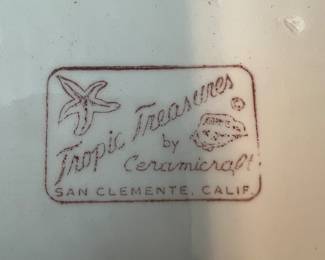 Tropic Treasures
by
Ceramicraft
SAN CLEMENTE, CALIF.